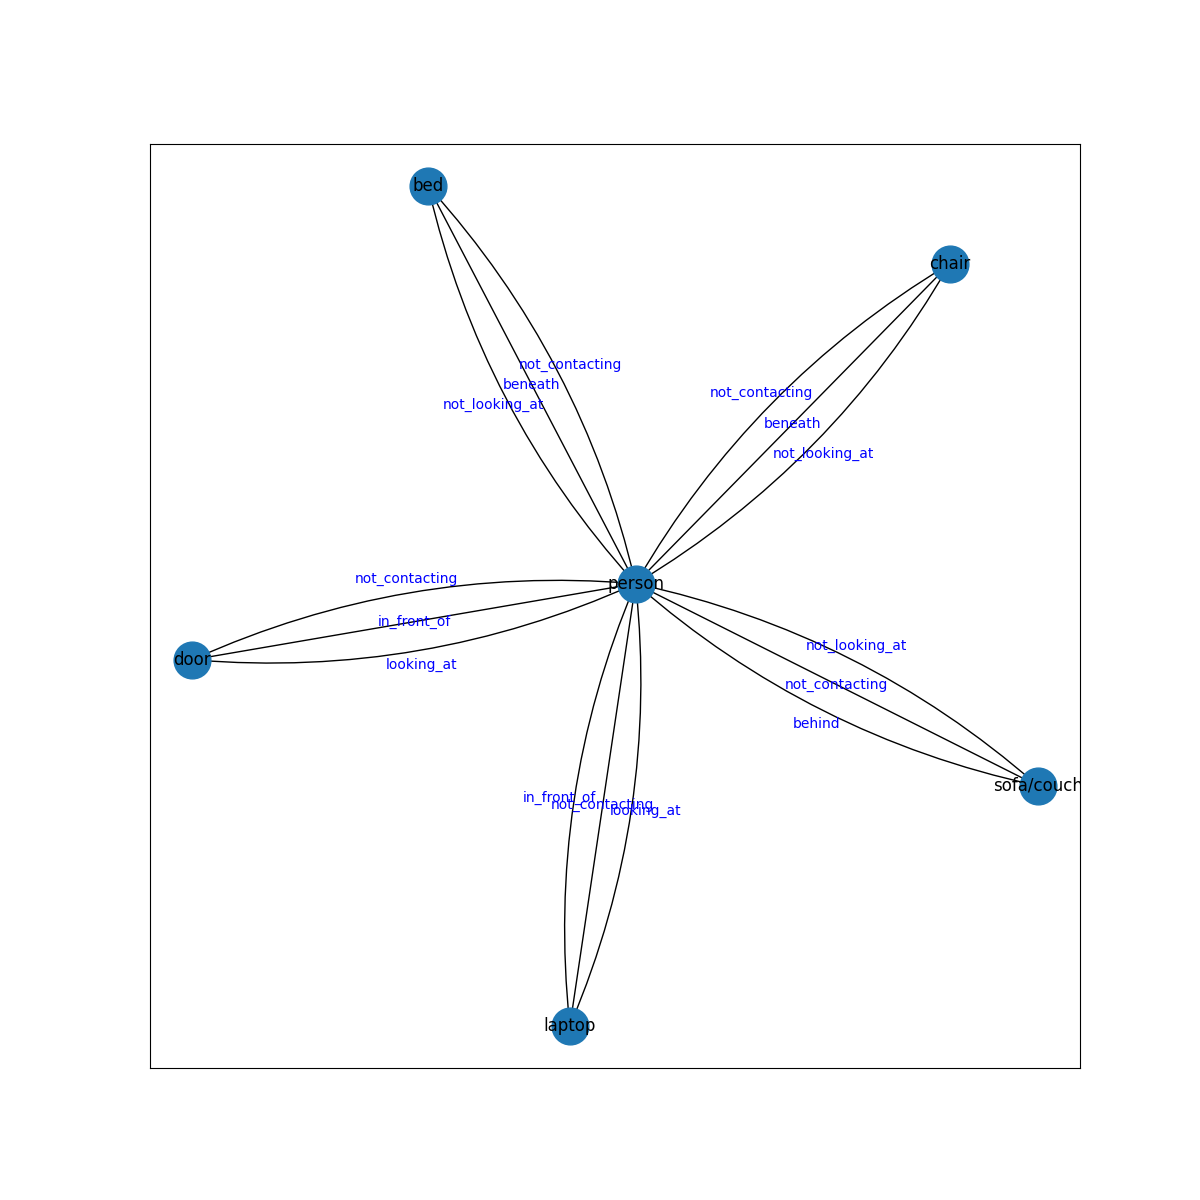 bed
chair
not_contacting
beneath
not_looking_at
not_contacting
beneath
not_looking_at
not_contacting
in_front_of
looking_at
person
door
not_looking_at
not_contacting
behind
sofa/couch
in_front_of
not_contacting
looking_at
laptop